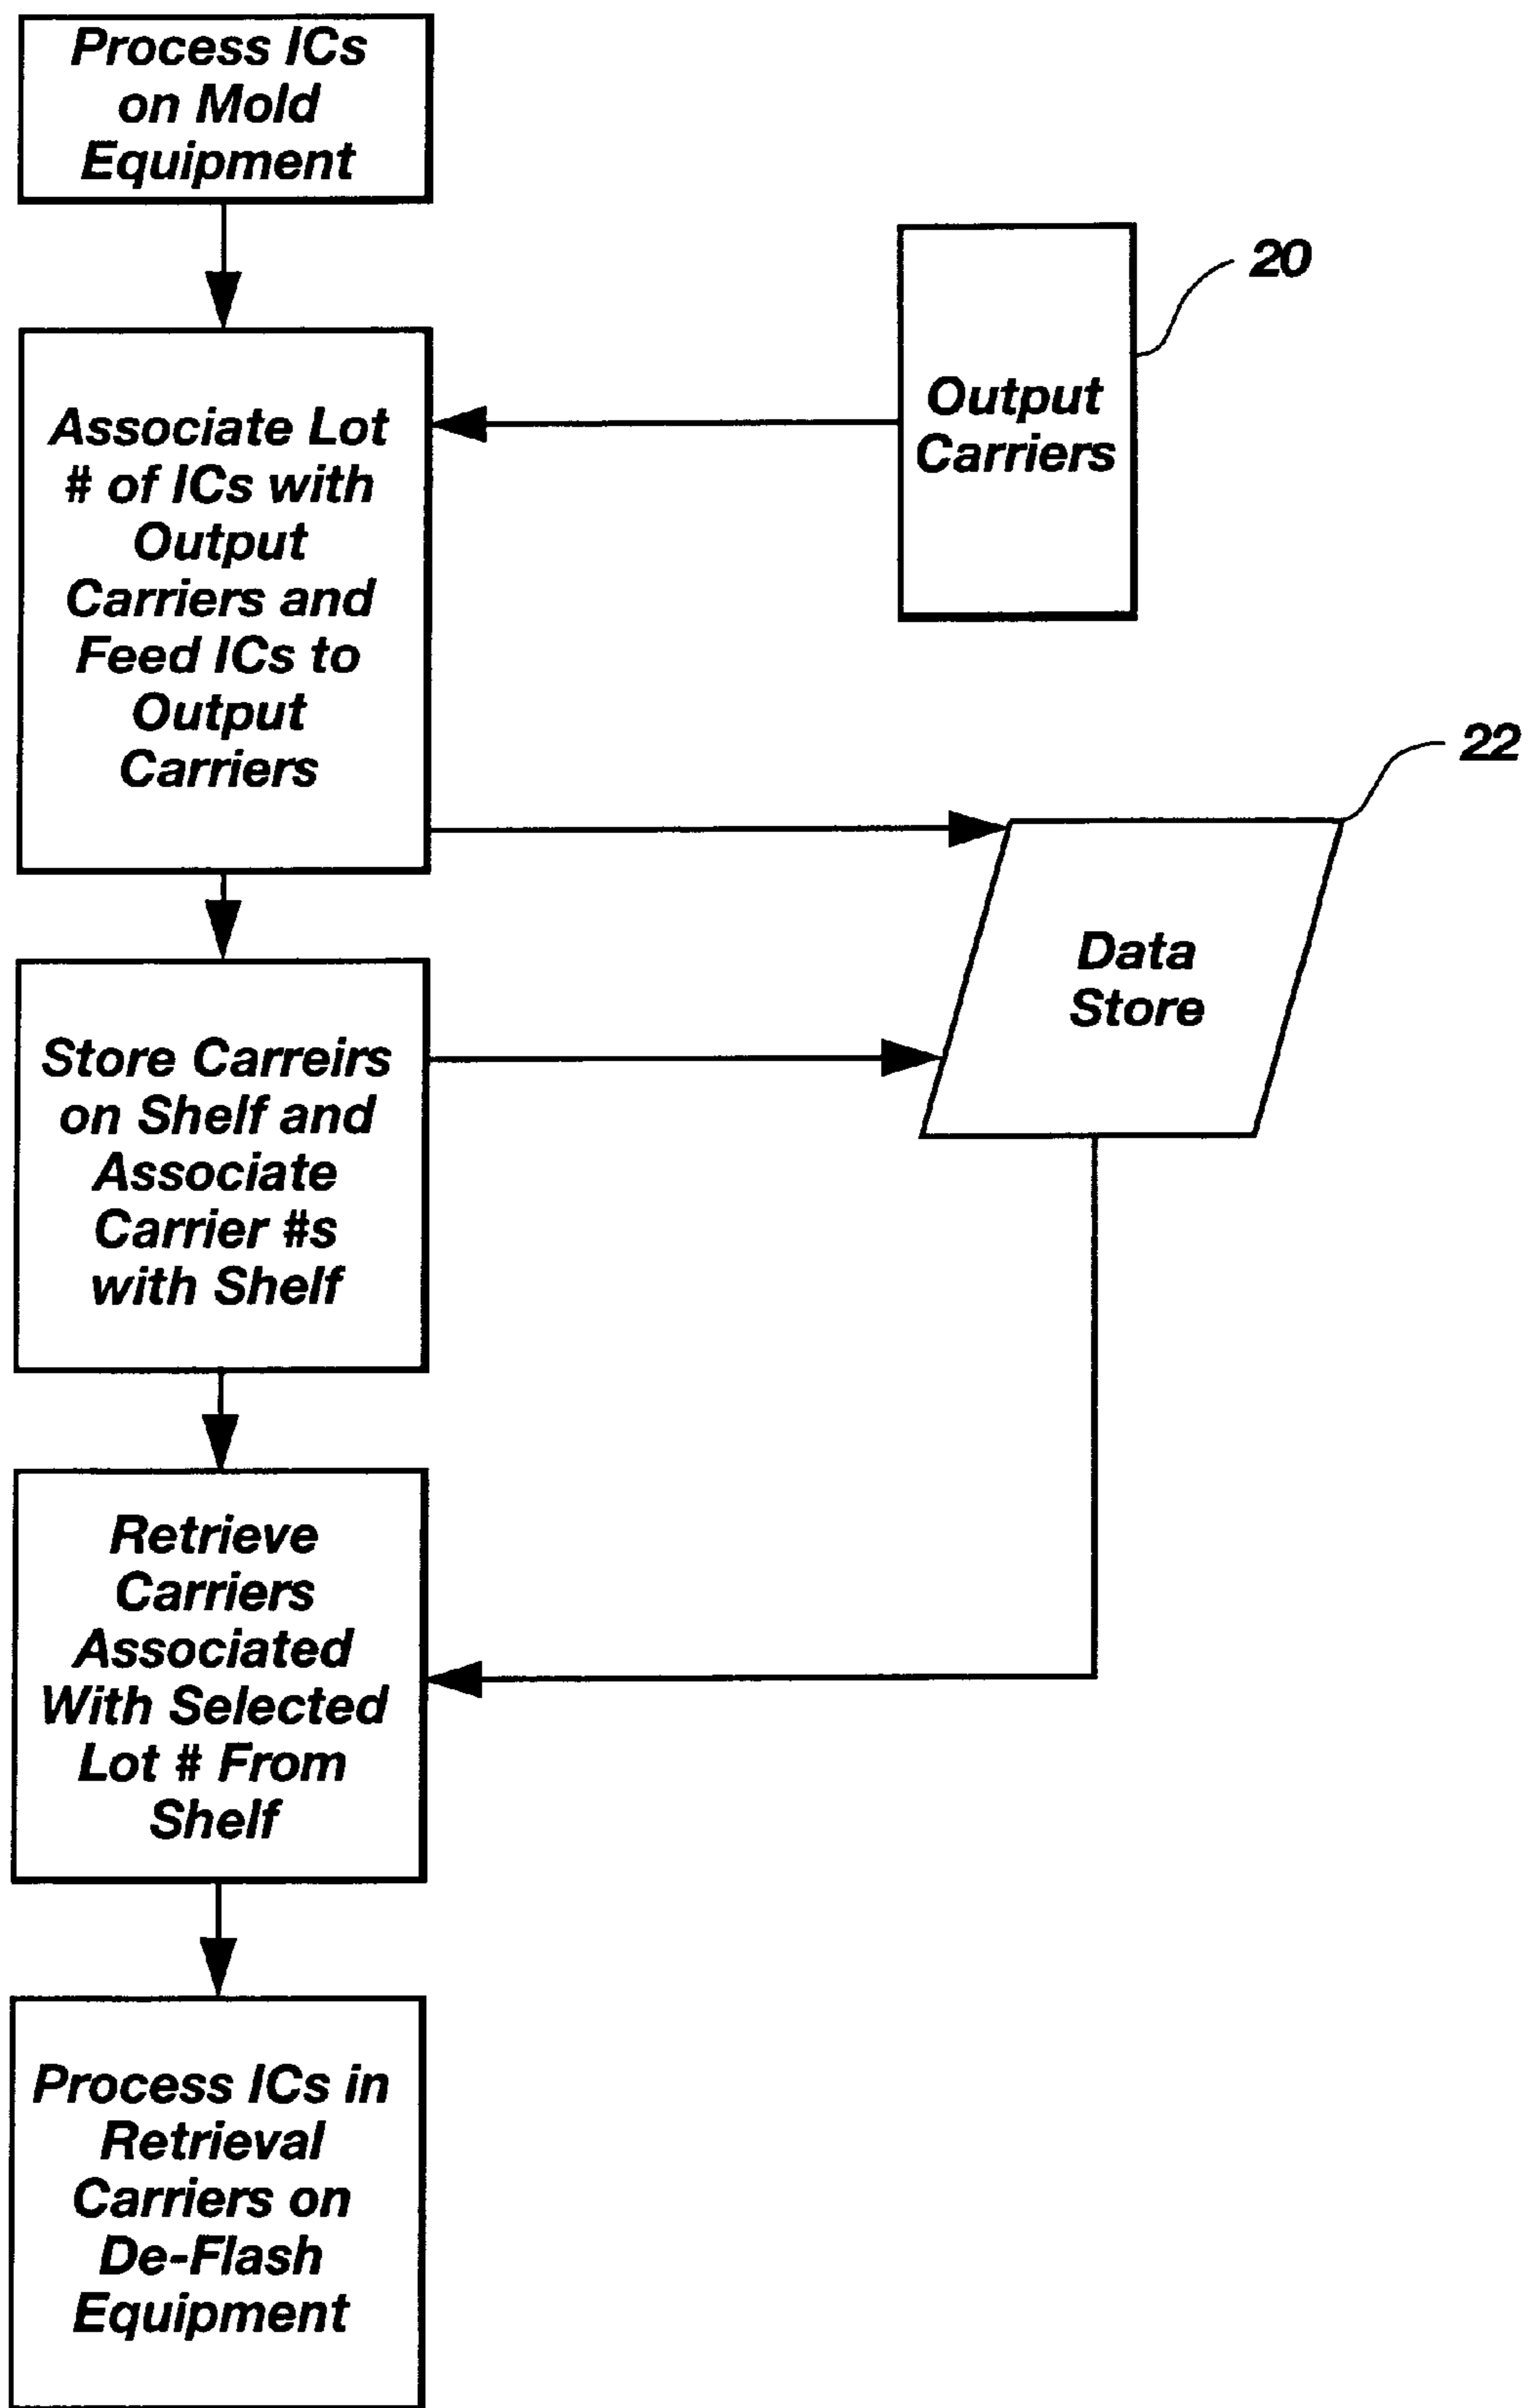 Process ICs
on Mold
Equipment
20
Output
Carriers
Associate Lot
# of ICs with
Output
Carriers and
Feed ICs to
Output
Carriers
22
Data
Store
Store Carreirs
on Shelf and
Associate
Carrier #s
with Shelf
Retrieve
Carriers
Associated
With Selected
Lot # From
Shelf
Process ICs in
Retrieval
Carriers on
De-Flash
Equipment